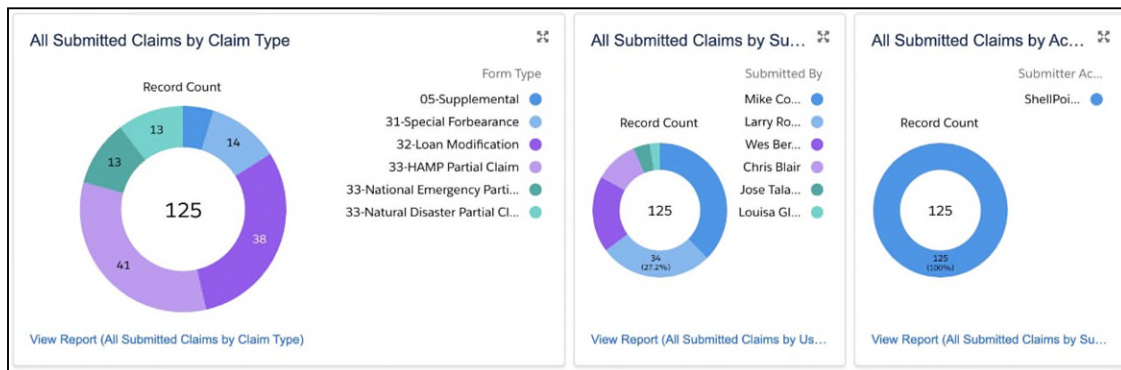 All Submitted Claims by Claim Type
Record Count
13
14
13
125
38
41
Form Type
05-Supplemental
31-Special Forbearance
32-Loan Modification
33-HAMP Partial Claim
33-National Emergency Parti...
33-Natural Disaster Partial Cl...
View Report (All Submitted Claims by Claim Type)
All Submitted Claims by Su...
Submitted By
Mike Co...
Larry Ro...
Wes Ber...
Chris Blair
Jose Tala...
Louisa Gl...
Record Count
125
34
(27.2%)
View Report (All Submitted Claims by Us...
All Submitted Claims by Ac...
Submitter Ac...
ShellPoi...
Record Count
125
125
(100%)
View Report (All Submitted Claims by Su...